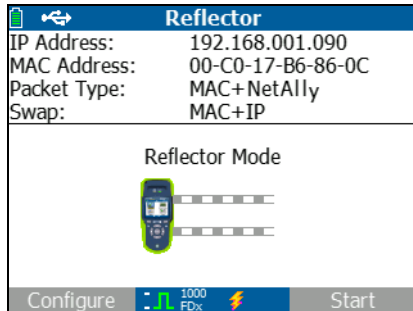 Reflector
IP Address: 192.168.001.090
MAC Address: 00-C0-17-B6-86-0C
Packet Type: MAC+NetAlly
Swap: MAC+IP
Reflector Mode
Configure 1000 FDx Start